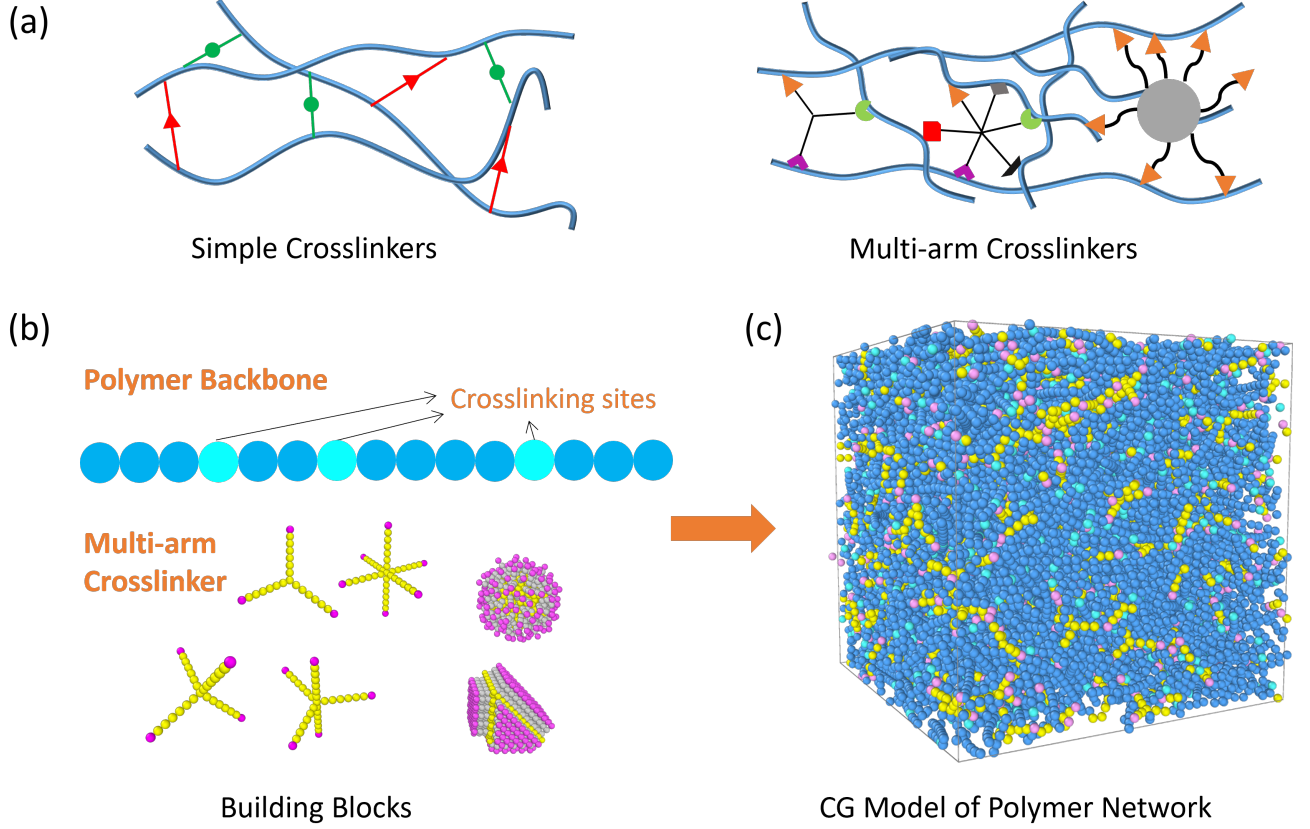 (a)
Simple Crosslinkers
Multi-arm Crosslinkers
(b)
Polymer Backbone
Crosslinking sites
Multi-arm
Crosslinker
Building Blocks
(c)
CG Model of Polymer Network